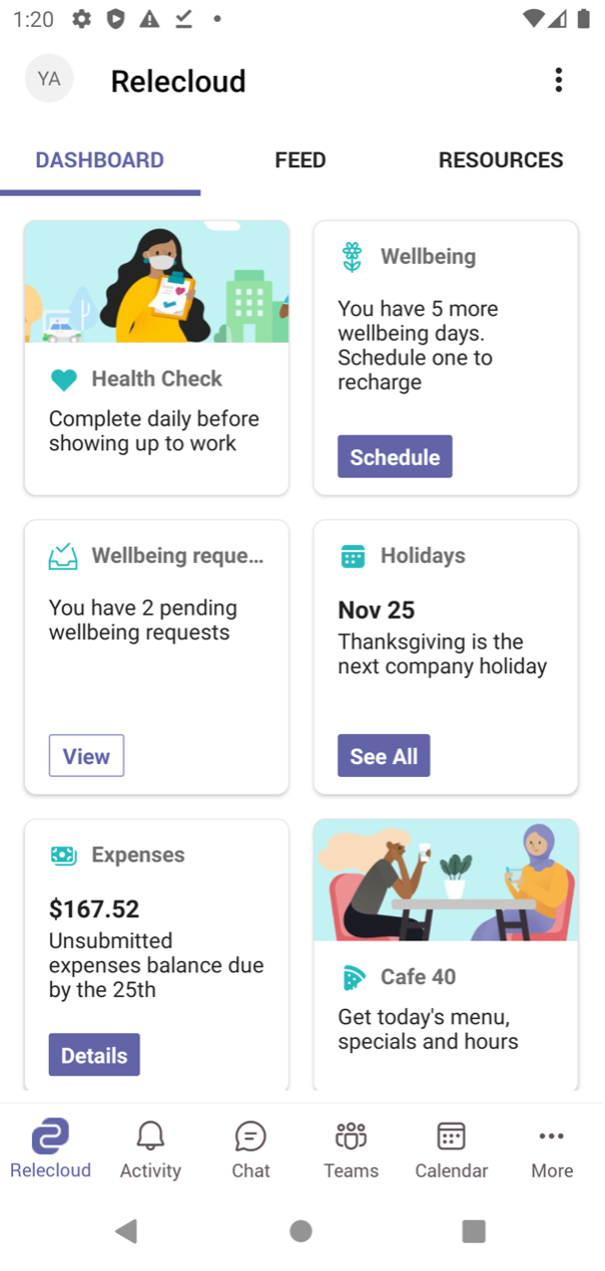 1:20
YA
Relecloud
DASHBOARD
FEED
RESOURCES
Health Check
Complete daily before
showing up to work
Wellbeing
You have 5 more
wellbeing days.
Schedule one to
recharge
Schedule
Wellbeing reque...
You have 2 pending
wellbeing requests
View
Holidays
Nov 25
Thanksgiving is the
next company holiday
See All
Expenses
$167.52
Unsubmitted
expenses balance due
by the 25th
Details
Cafe 40
Get today's menu,
specials and hours
Relecloud
Activity
Chat
Teams
Calendar
More